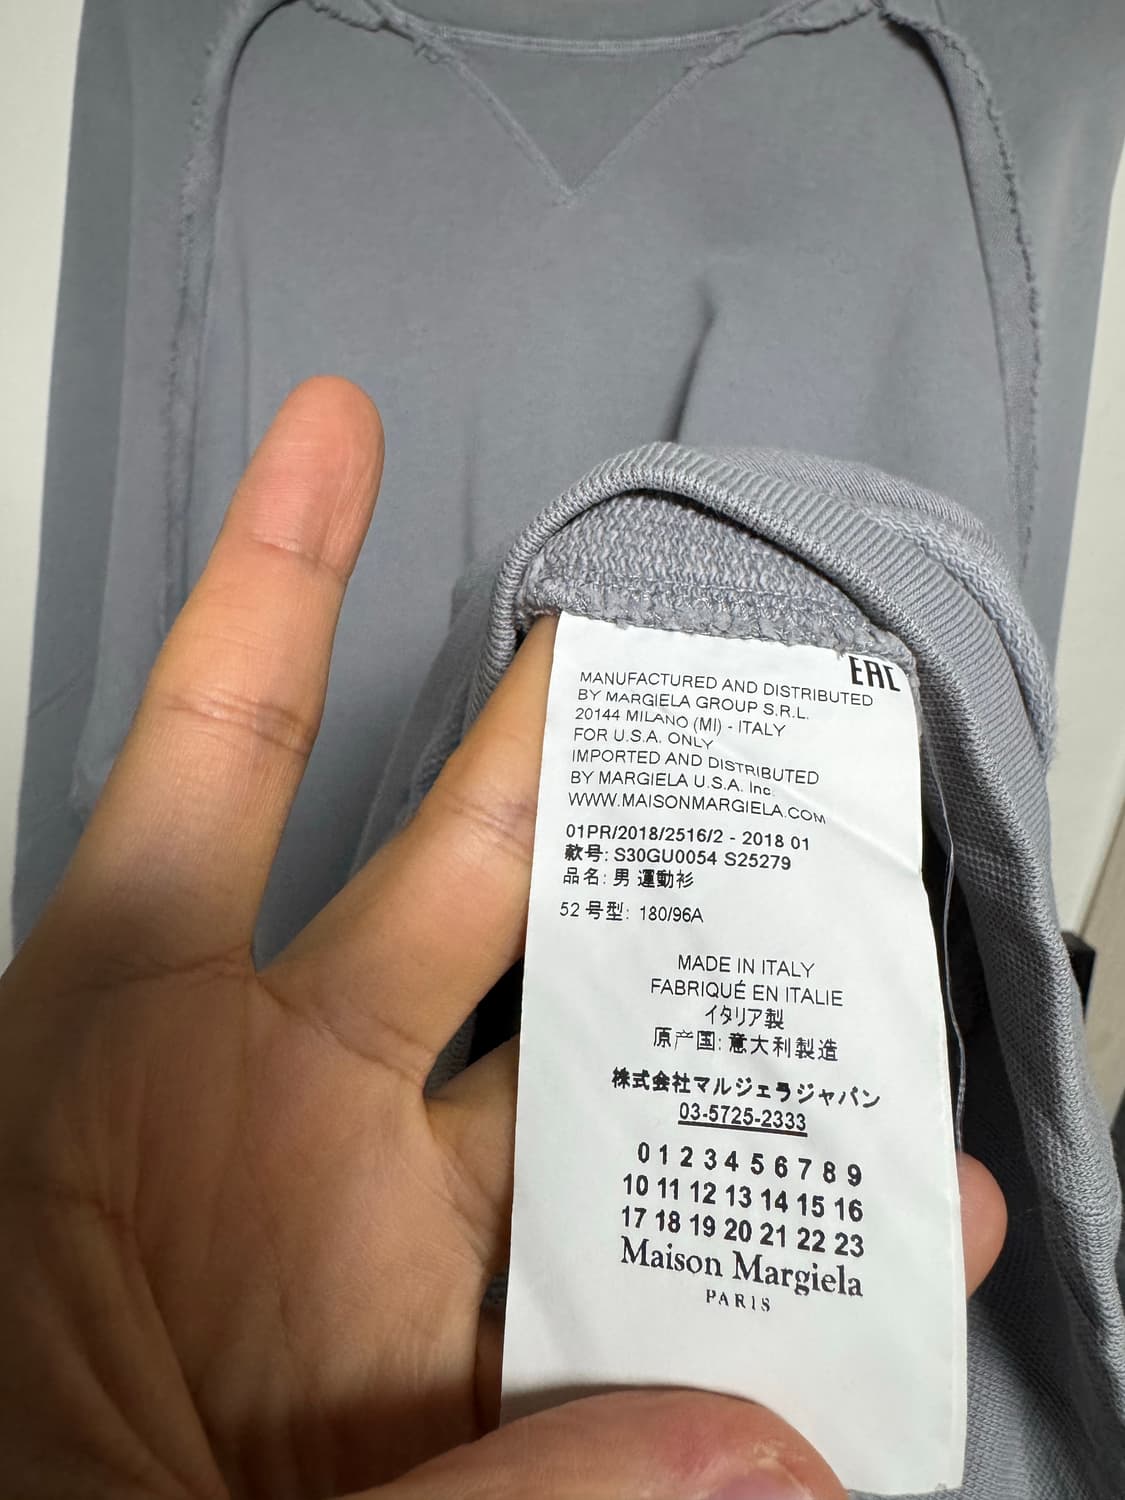 EAC
MANUFACTURED AND DISTRIBUTED
BY MARGIELA GROUP S.R.L.
20144 MILANO (MI) - ITALY
FOR U.S.A. ONLY
IMPORTED AND DISTRIBUTED
BY MARGIELA U.S.A. Inc.
WWW.MAISONMARGIELA.COM
01PR/2018/2516/2 - 2018 01
款号: S30GU0054 S25279
品名: 男 運動衫
52 号型: 180/96A
MADE IN ITALY
FABRIQUÉ EN ITALIE
イタリア製
原产国: 意大利製造
株式会社マルジェラジャパン
03-5725-2333
0 1 2 3 4 5 6 7 8 9
10 11 12 13 14 15 16
17 18 19 20 21 22 23
Maison Margiela
PARIS